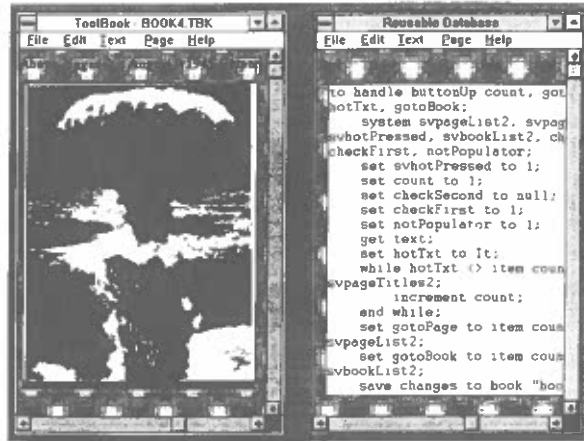 ToolBook - BOOK4.TBK
File Edit Text Page Help
Reusable Database
File Edit Text Page Help
to handle buttonUp count, got
hotTxt, gotoBook;
system svpageList2, svpag
svhotPressed, svbookList2, ch
checkFirst, notPopulator;
set svhotPressed to 1;
set count to 1;
set checkSecond to null;
set checkFirst to 1;
set notPopulator to 1;
get text;
set hotTxt to It;
while hotTxt <> item coun
svpageTitles2;
increment count;
end while;
set gotoPage to item coun
svpageList2;
set gotoBook to item coun
svbookList2;
save changes to book "boo